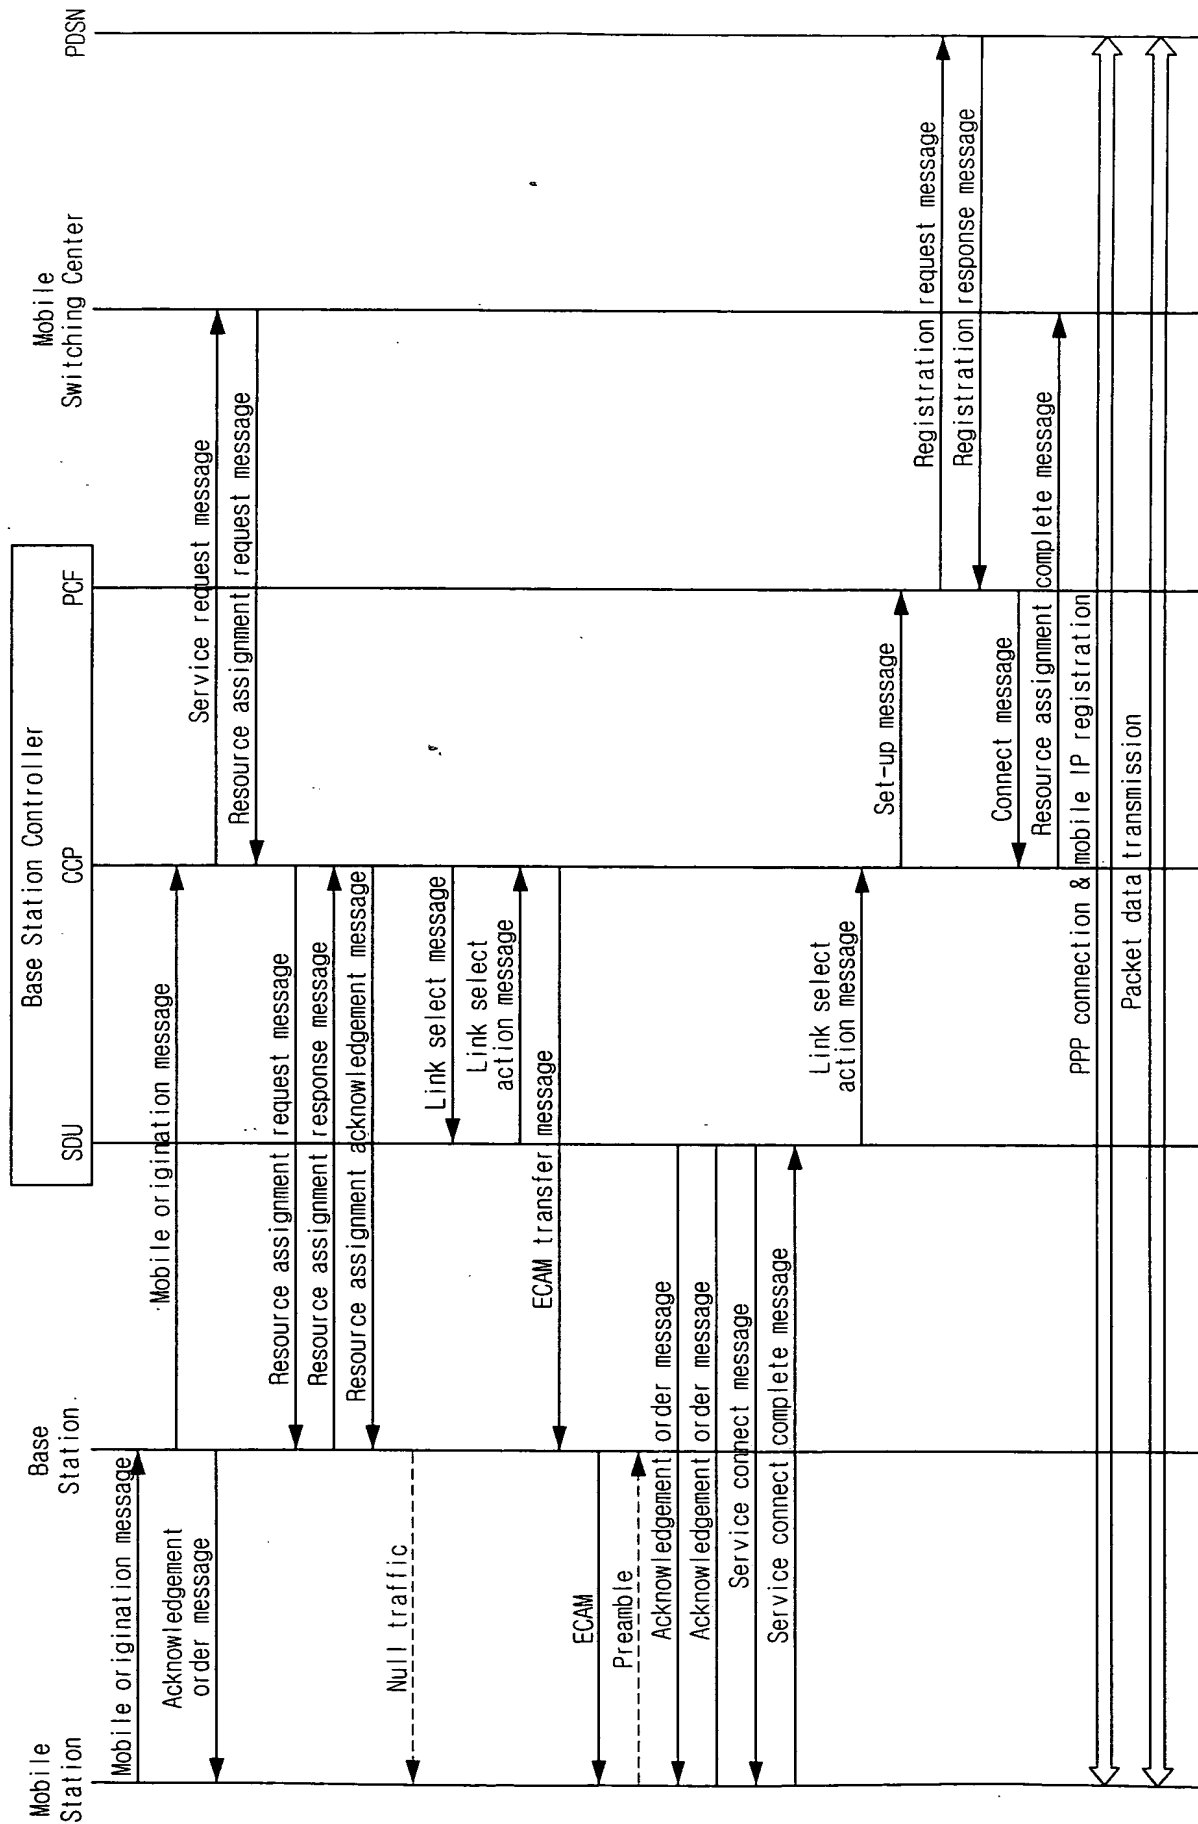 Base Station Controller
Mobile
Station
Base
Station
SDU
CCP
PCF
Mobile
Switching Center
PDSN
Mobile origination message
Mobile origination message
Acknowledgement
order message
Service request message
Resource assignment request message
Resource assignment request message
Resource assignment response message
Resource assignment acknowledgement message
Null traffic
Link select message
Link select
action message
ECAM transfer message
ECAM
Preamble
Acknowledgement order message
Acknowledgement order message
Service connect message
Service connect complete message
Link select
action message
Set-up message
Registration request message
Registration response message
Connect message
Resource assignment complete message
PPP connection & mobile IP registration
Packet data transmission